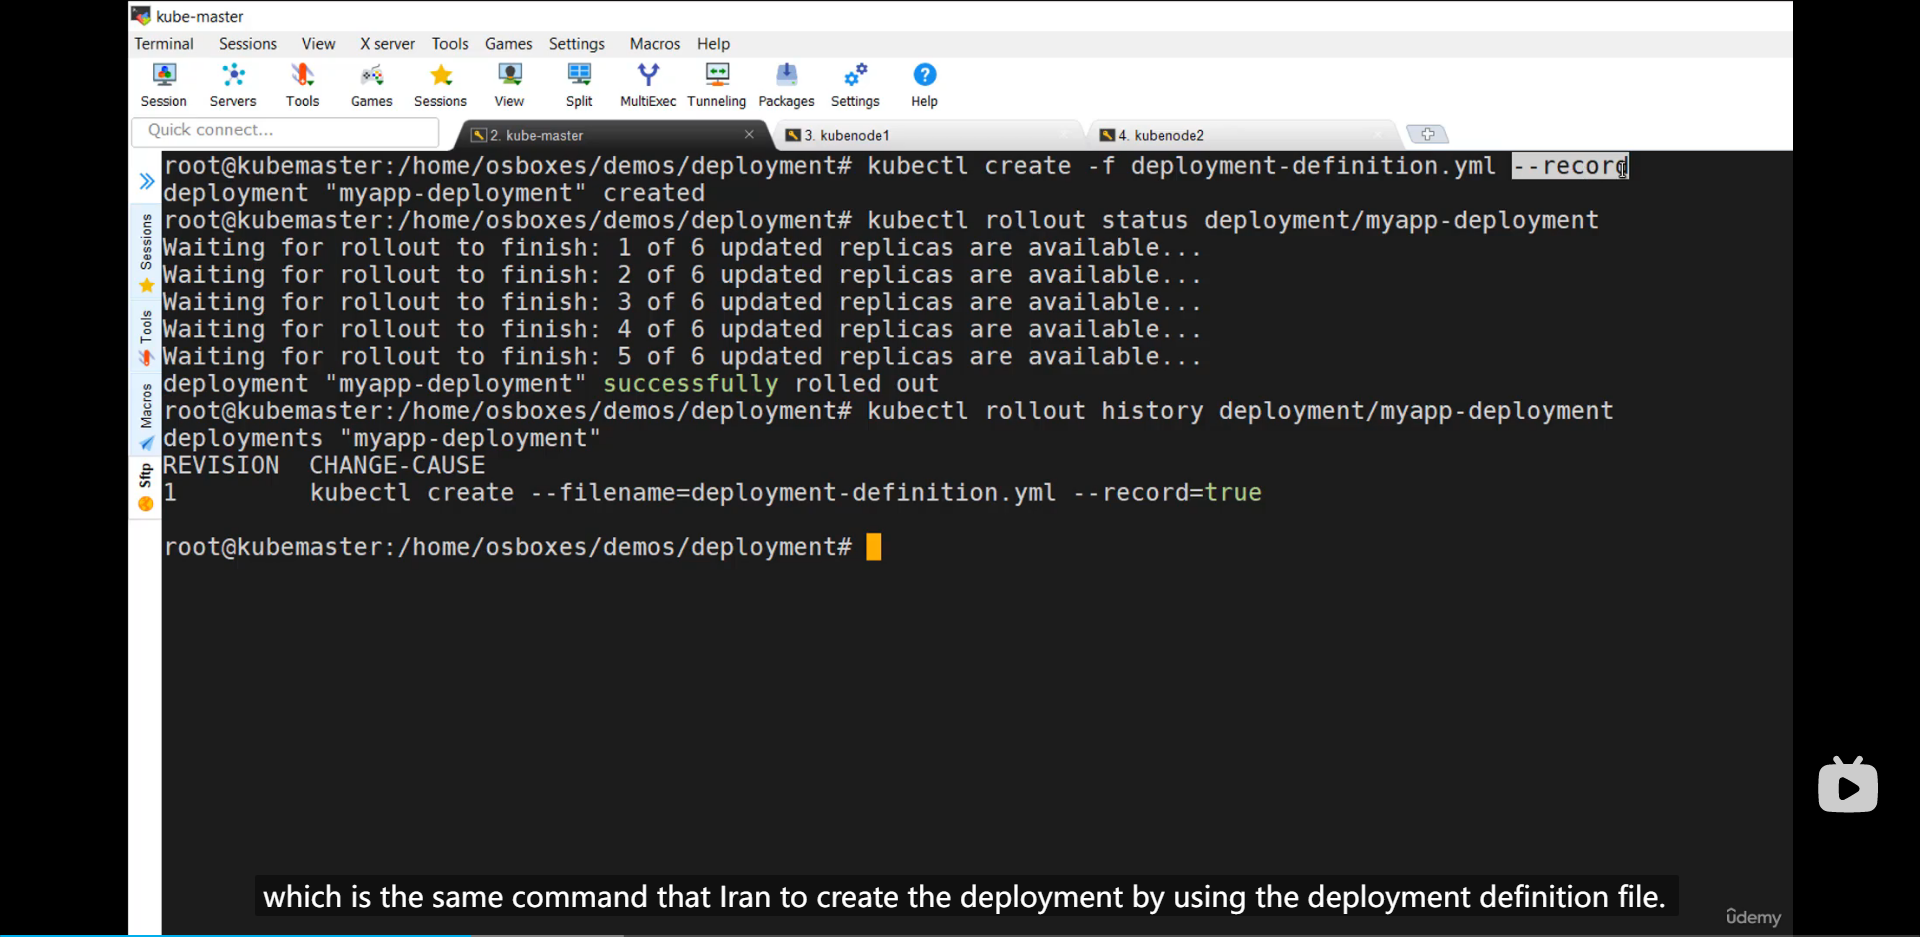 kube-master
Terminal Sessions View X server Tools Games Settings Macros Help
Session Servers Tools Games Sessions View Split MultiExec Tunneling Packages Settings Help
Quick connect...
2. kube-master
3. kubenode1
4. kubenode2
Sessions
Tools
Macros
Sftp
root@kubemaster:/home/osboxes/demos/deployment# kubectl create -f deployment-definition.yml --record
deployment "myapp-deployment" created
root@kubemaster:/home/osboxes/demos/deployment# kubectl rollout status deployment/myapp-deployment
Waiting for rollout to finish: 1 of 6 updated replicas are available...
Waiting for rollout to finish: 2 of 6 updated replicas are available...
Waiting for rollout to finish: 3 of 6 updated replicas are available...
Waiting for rollout to finish: 4 of 6 updated replicas are available...
Waiting for rollout to finish: 5 of 6 updated replicas are available...
deployment "myapp-deployment" successfully rolled out
root@kubemaster:/home/osboxes/demos/deployment# kubectl rollout history deployment/myapp-deployment
deployments "myapp-deployment"
REVISION CHANGE-CAUSE
1 kubectl create --filename=deployment-definition.yml --record=true
root@kubemaster:/home/osboxes/demos/deployment#
which is the same command that Iran to create the deployment by using the deployment definition file.
ûdemy